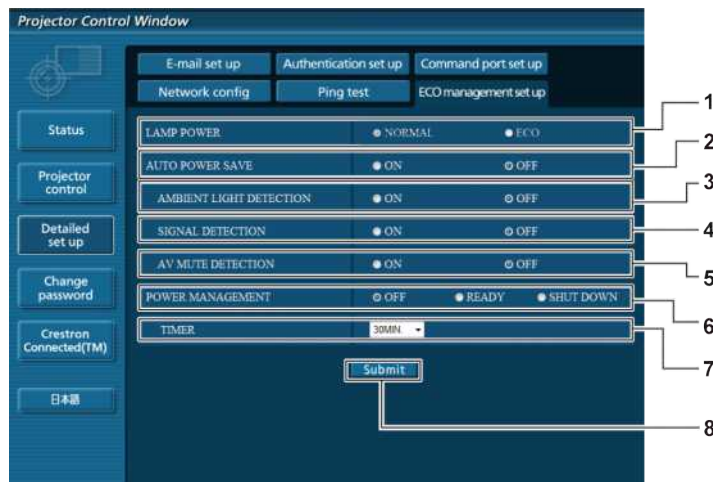 Projector Control Window
E-mail set up
Authentication set up
Command port set up
Network config
Ping test
ECO management set up
Status
Projector control
Detailed set up
Change password
Crestron Connected(TM)
日本語
LAMP POWER NORMAL ECO 1
AUTO POWER SAVE ON OFF 2
AMBIENT LIGHT DETECTION ON OFF 3
SIGNAL DETECTION ON OFF 4
AV MUTE DETECTION ON OFF 5
POWER MANAGEMENT OFF READY SHUT DOWN 6
TIMER 30MIN. 7
Submit 8